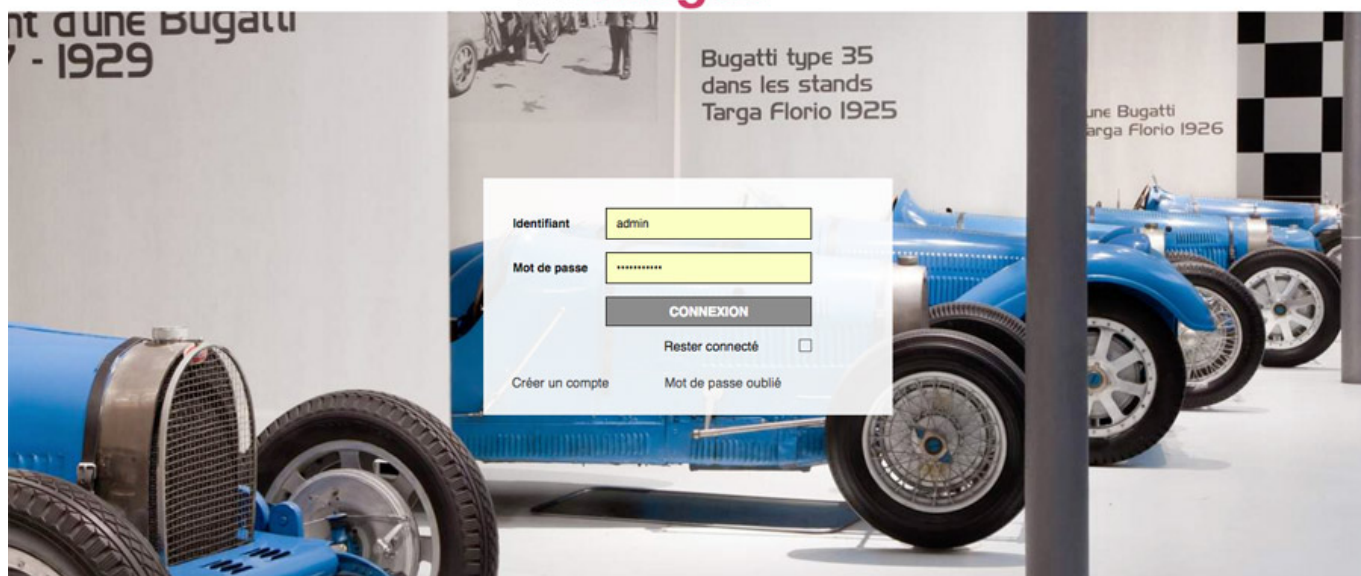 nt d'une Bugatti
- 1929
Bugatti type 35
dans les stands
Targa Florio 1925
une Bugatti
arga Florio 1926
Identifiant
admin
Mot de passe
•••••••••••
CONNEXION
Rester connecté
Créer un compte
Mot de passe oublié